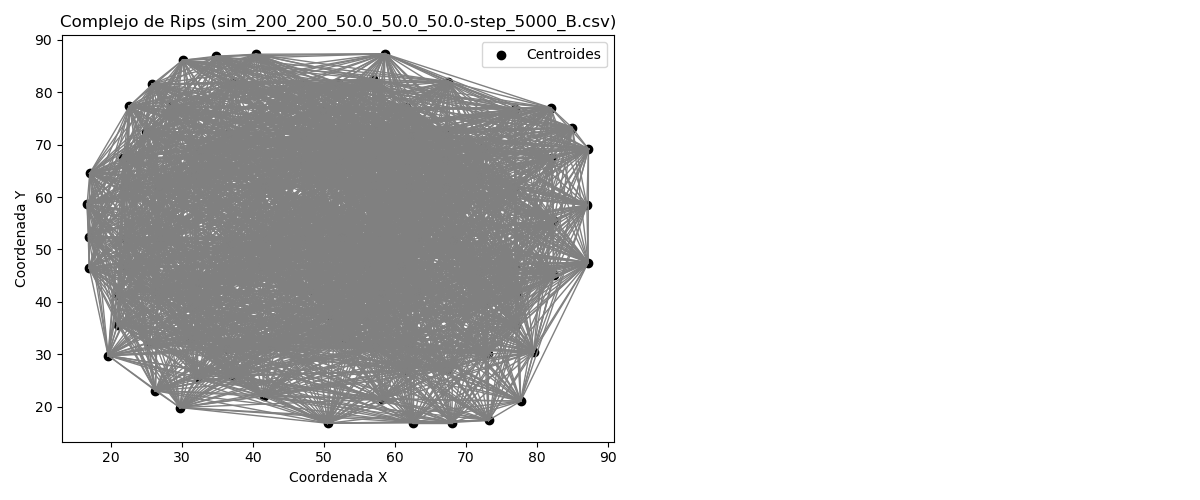 Complejo de Rips (sim_200_200_50.0_50.0_50.0-step_5000_B.csv)
90
80
70
60
50
40
30
20
Coordenada Y
Centroides
20 30 40 50 60 70 80 90
Coordenada X